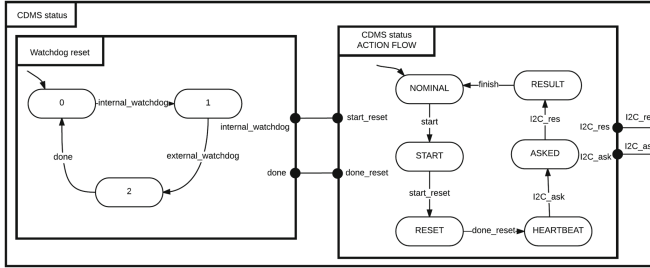 CDMS status
Watchdog reset
0
internal_watchdog
1
external_watchdog
done
2
internal_watchdog
done
CDMS status
ACTION FLOW
start_reset
done_reset
NOMINAL
finish
RESULT
start
I2C_res
START
ASKED
start_reset
I2C_ask
RESET
done_reset
HEARTBEAT
I2C_res
I2C_ask